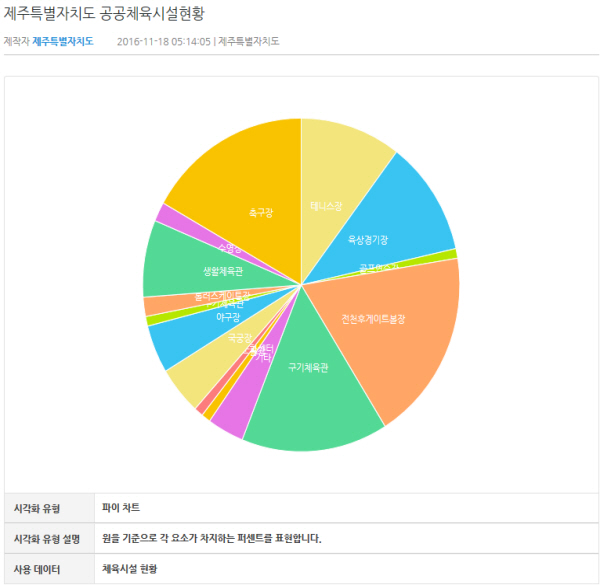 제주특별자치도 공공체육시설현황
제작자 제주특별자치도 2016-11-18 05:14:05 | 제주특별자치도
축구장
테니스장
육상경기장
수영장
생활체육관
골프연습장
롤러스케이트장
야구장
전천후게이트볼장
국궁장
기타
구기체육관
시각화 유형 파이 차트
시각화 유형 설명 원을 기준으로 각 요소가 차지하는 퍼센트를 표현합니다.
사용 데이터 체육시설 현황